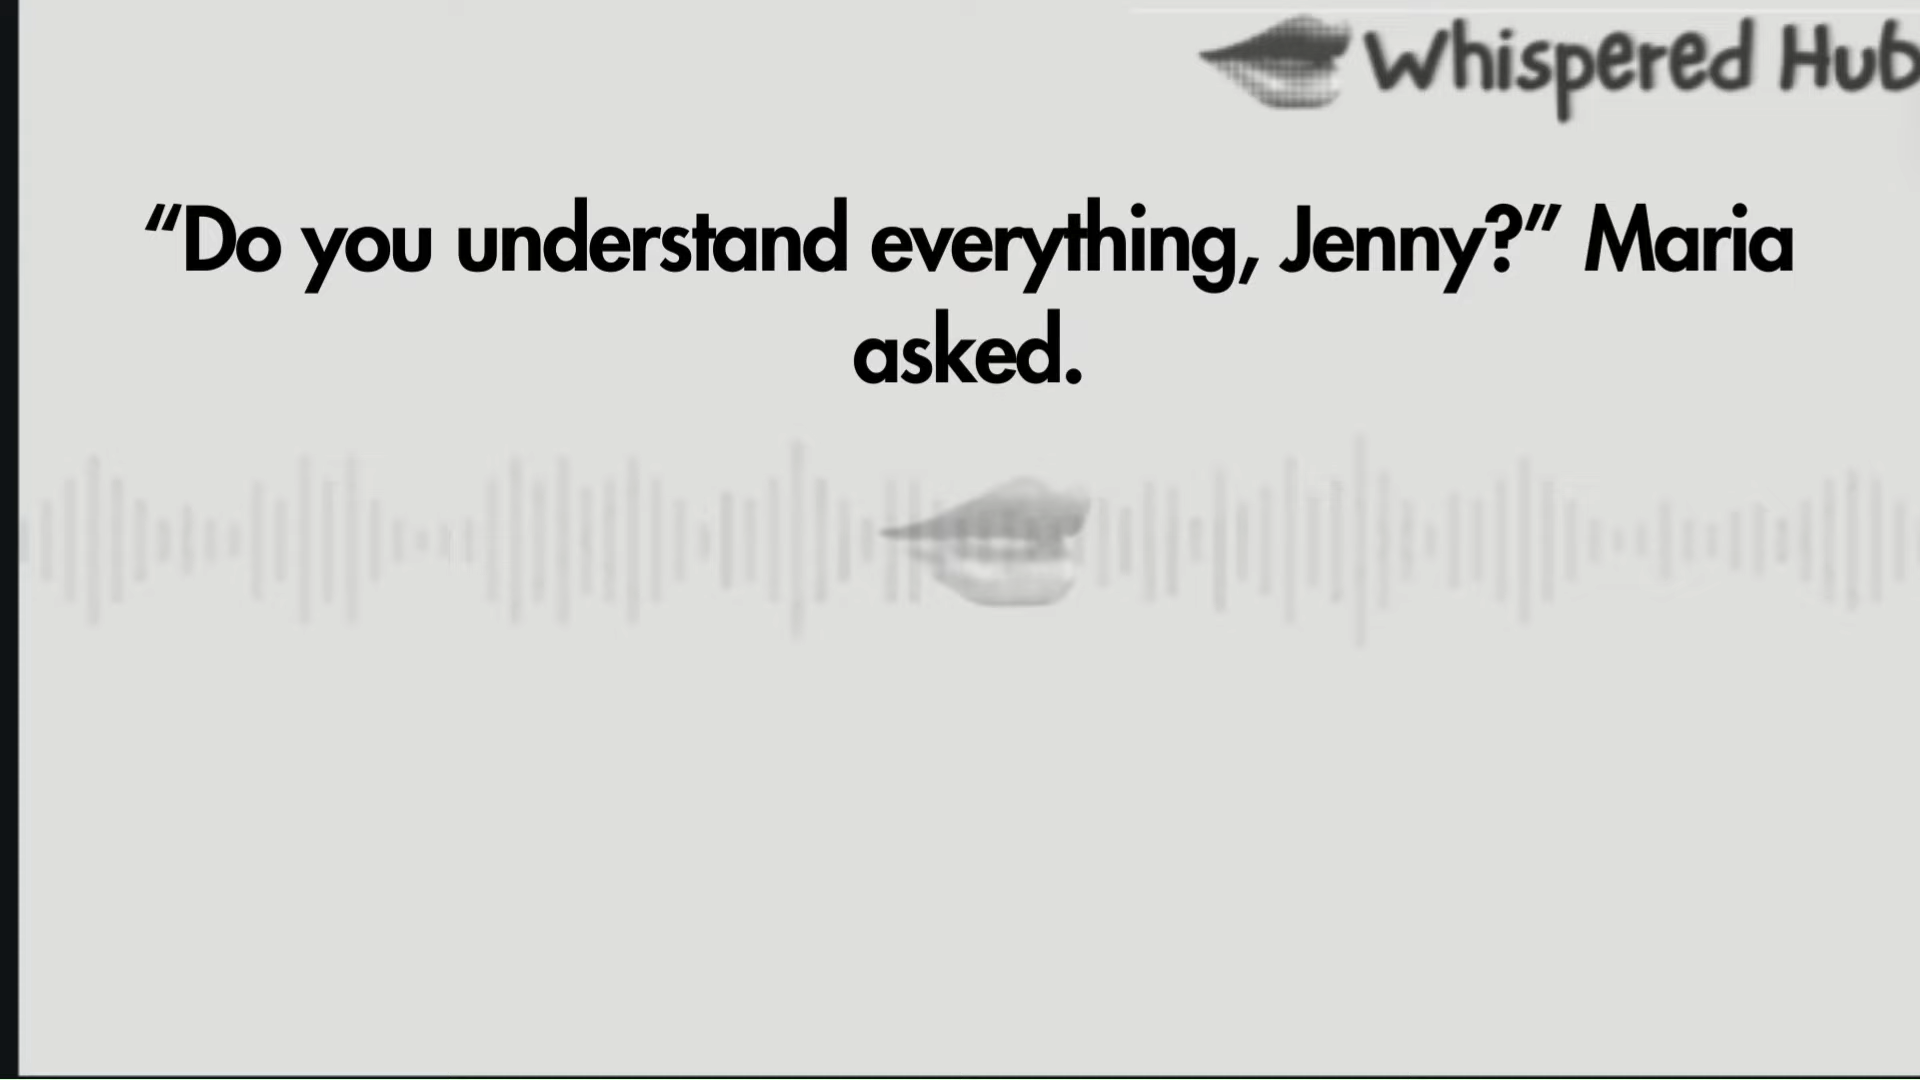 Whispered Hub
“Do you understand everything, Jenny?” Maria
asked.